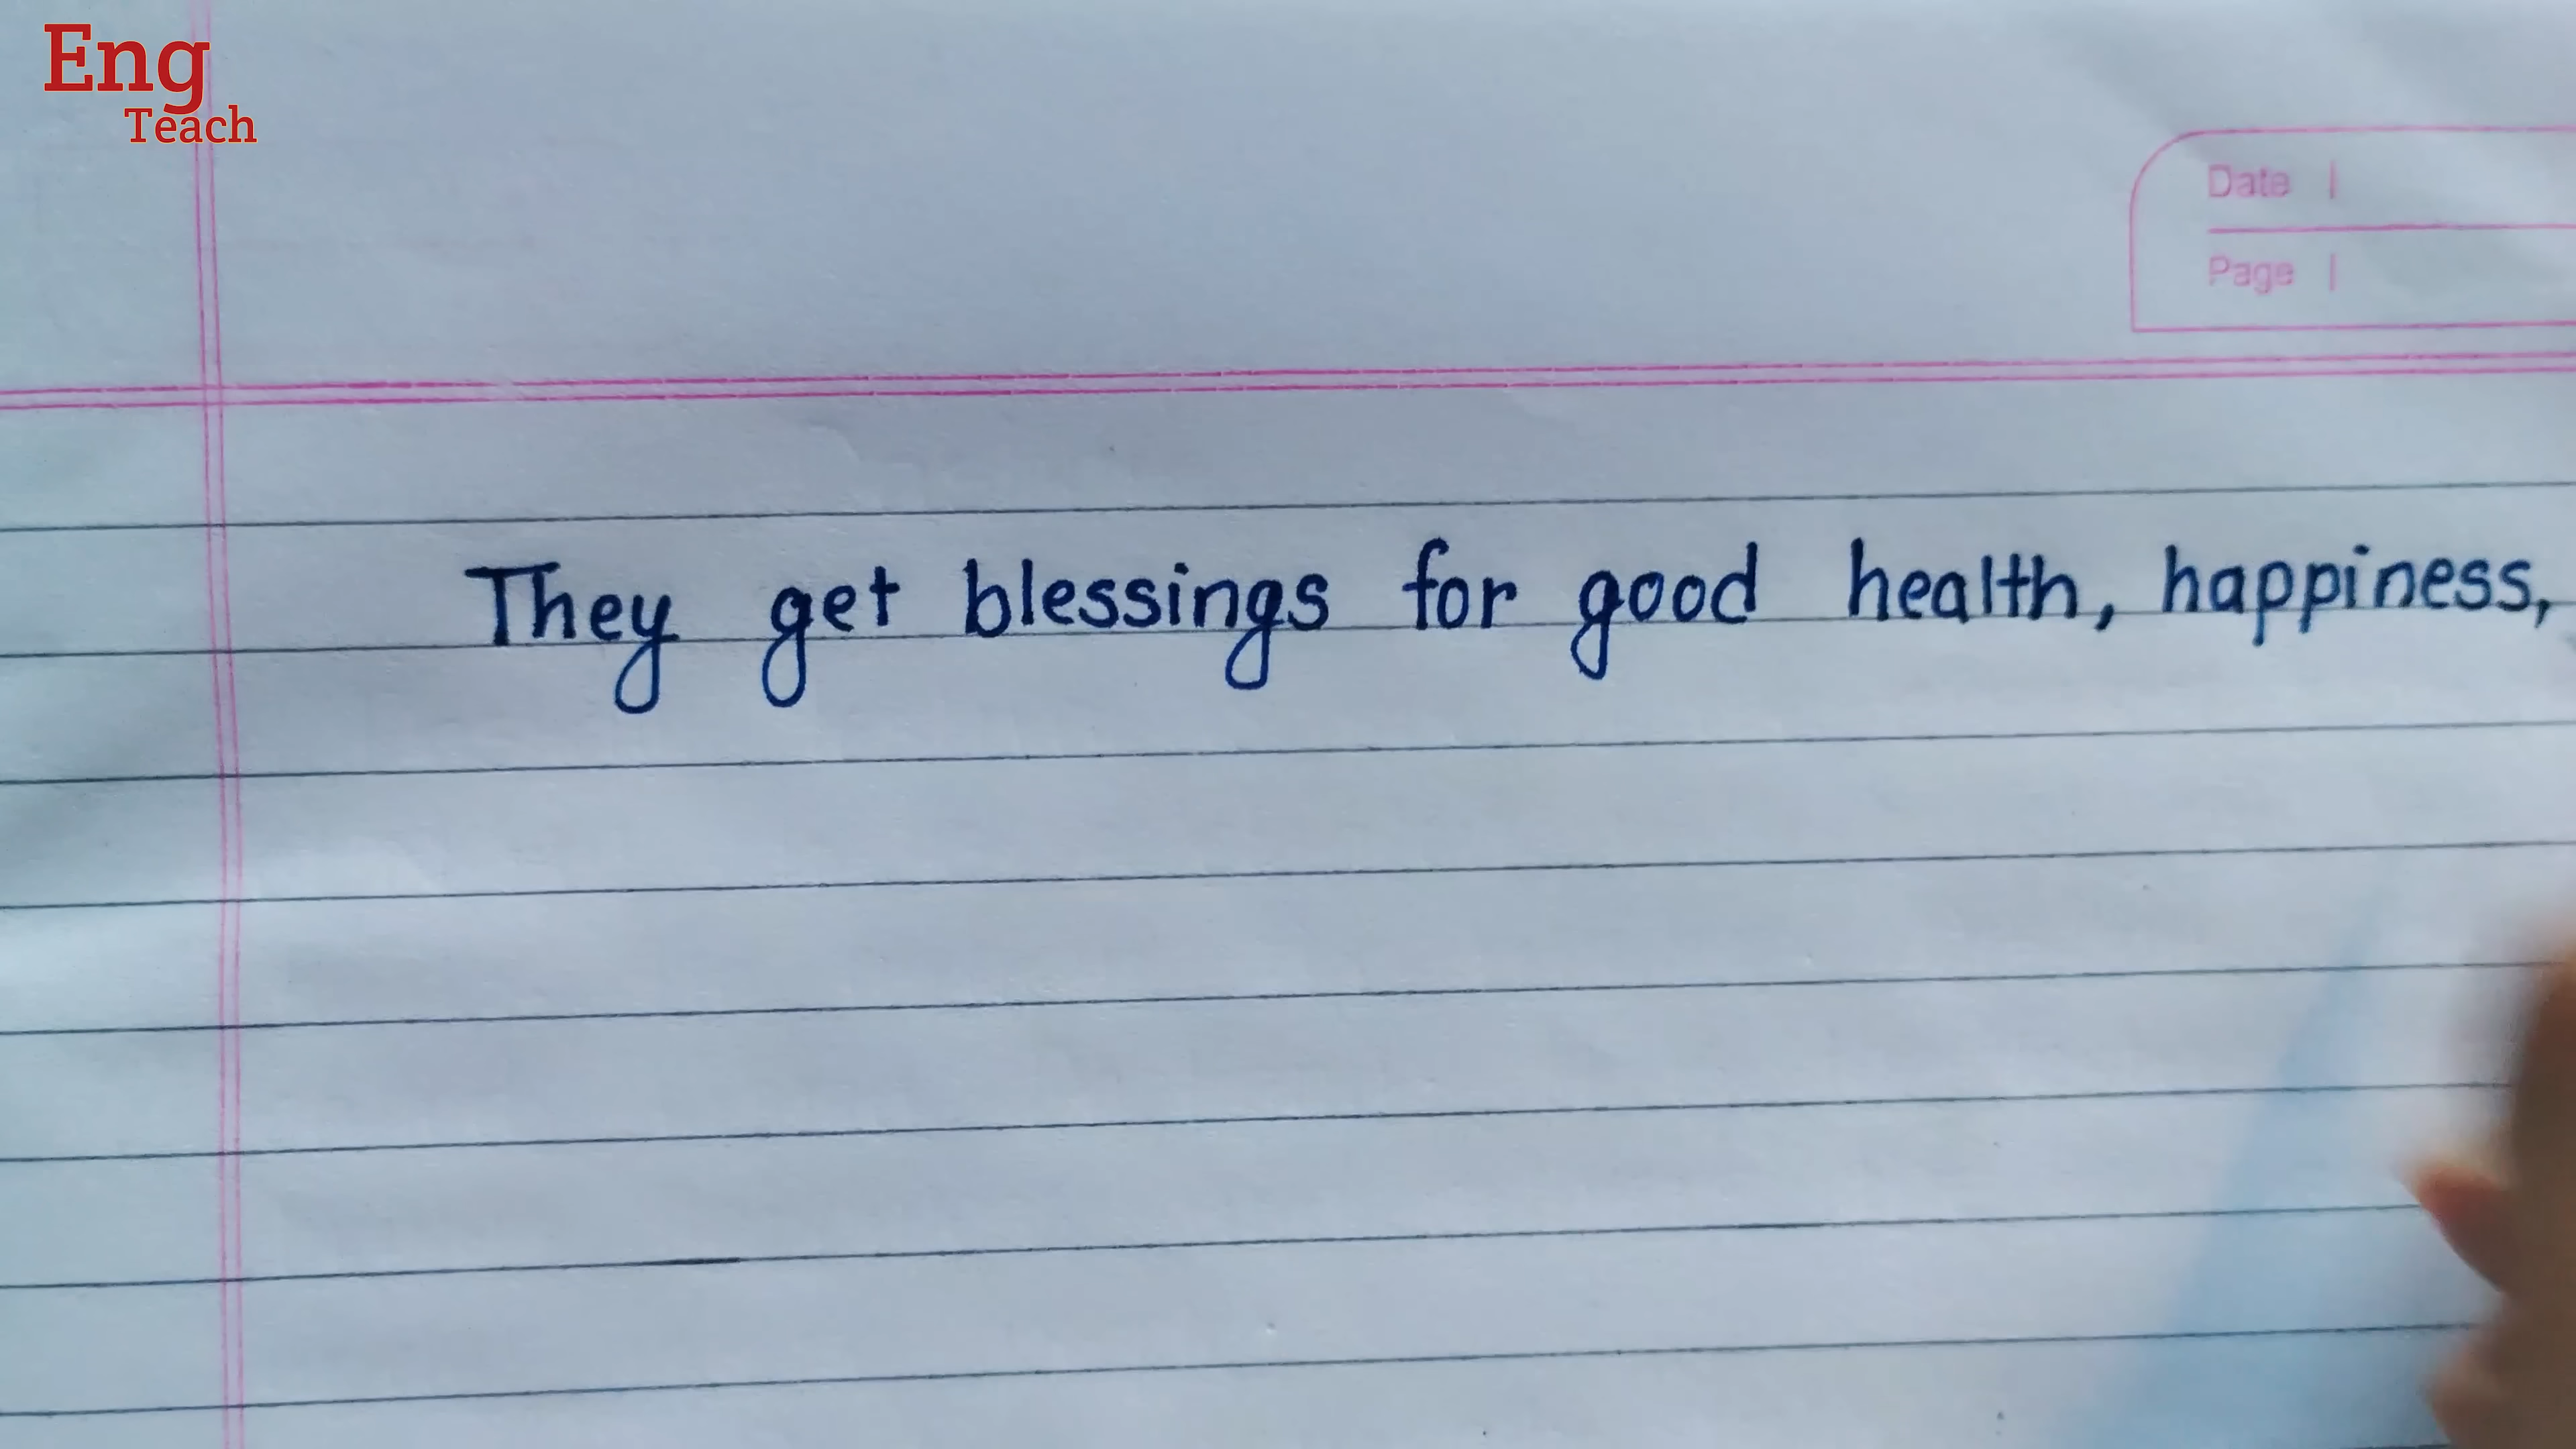 Eng
Teach
Date |
Page |
They get blessings for good health, happiness,